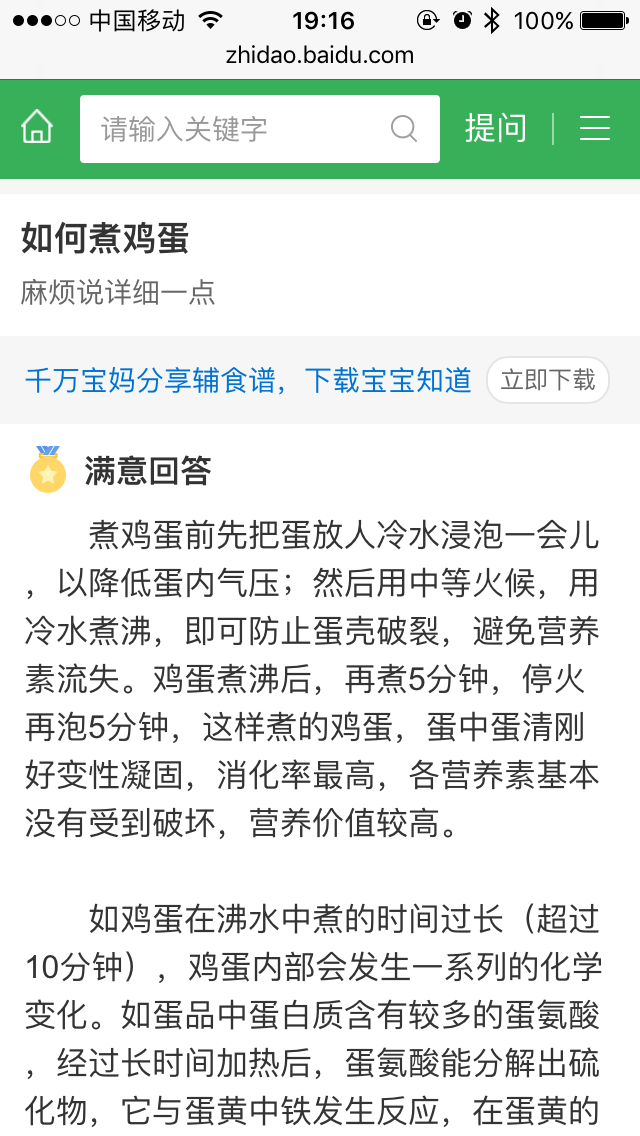 中国移动 19:16 100%
zhidao.baidu.com
请输入关键字 提问
如何煮鸡蛋
麻烦说详细一点
千万宝妈分享辅食谱，下载宝宝知道 立即下载
满意回答
煮鸡蛋前先把蛋放人冷水浸泡一会儿
，以降低蛋内气压；然后用中等火候，用
冷水煮沸，即可防止蛋壳破裂，避免营养
素流失。鸡蛋煮沸后，再煮5分钟，停火
再泡5分钟，这样煮的鸡蛋，蛋中蛋清刚
好变性凝固，消化率最高，各营养素基本
没有受到破坏，营养价值较高。
如鸡蛋在沸水中煮的时间过长（超过
10分钟），鸡蛋内部会发生一系列的化学
变化。如蛋品中蛋白质含有较多的蛋氨酸
，经过长时间加热后，蛋氨酸能分解出硫
化物，它与蛋黄中铁发生反应，在蛋黄的